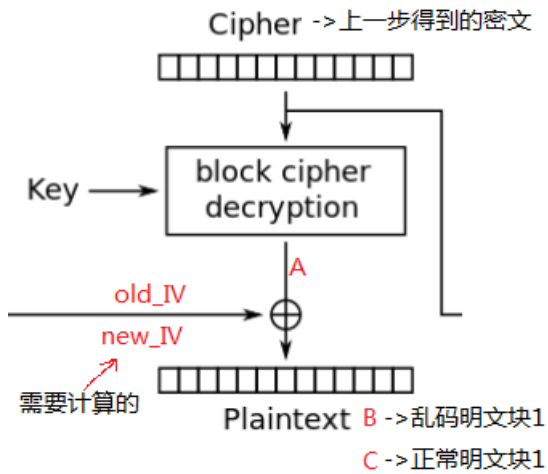 Cipher ->上一步得到的密文
block cipher
decryption
Key
A
old_IV
new_IV
需要计算的
Plaintext B ->乱码明文块1
C ->正常明文块1